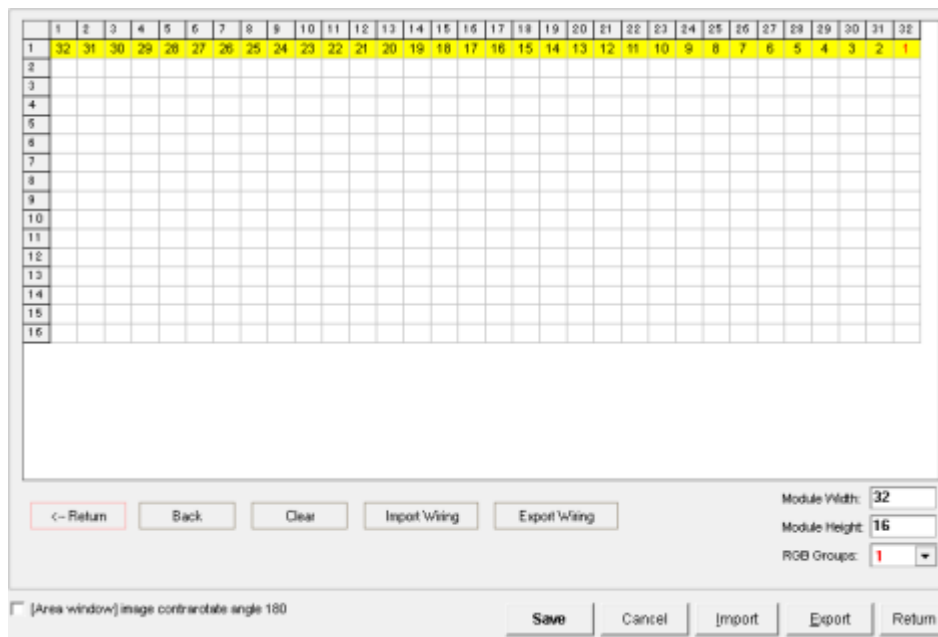 1 2 3 4 5 6 7 8 9 10 11 12 13 14 15 16 17 18 19 20 21 22 23 24 25 26 27 28 29 30 31 32
1 32 31 30 29 28 27 26 25 24 23 22 21 20 19 18 17 16 15 14 13 12 11 10 9 8 7 6 5 4 3 2 1
2
3
4
5
6
7
8
9
10
11
12
13
14
15
16
<-- Return Back Clear Import Wiring Export Wiring
Module Width: 32
Module Height: 16
RGB Groups: 1
[Area window] image contrarotate angle 180
Save Cancel Import Export Return